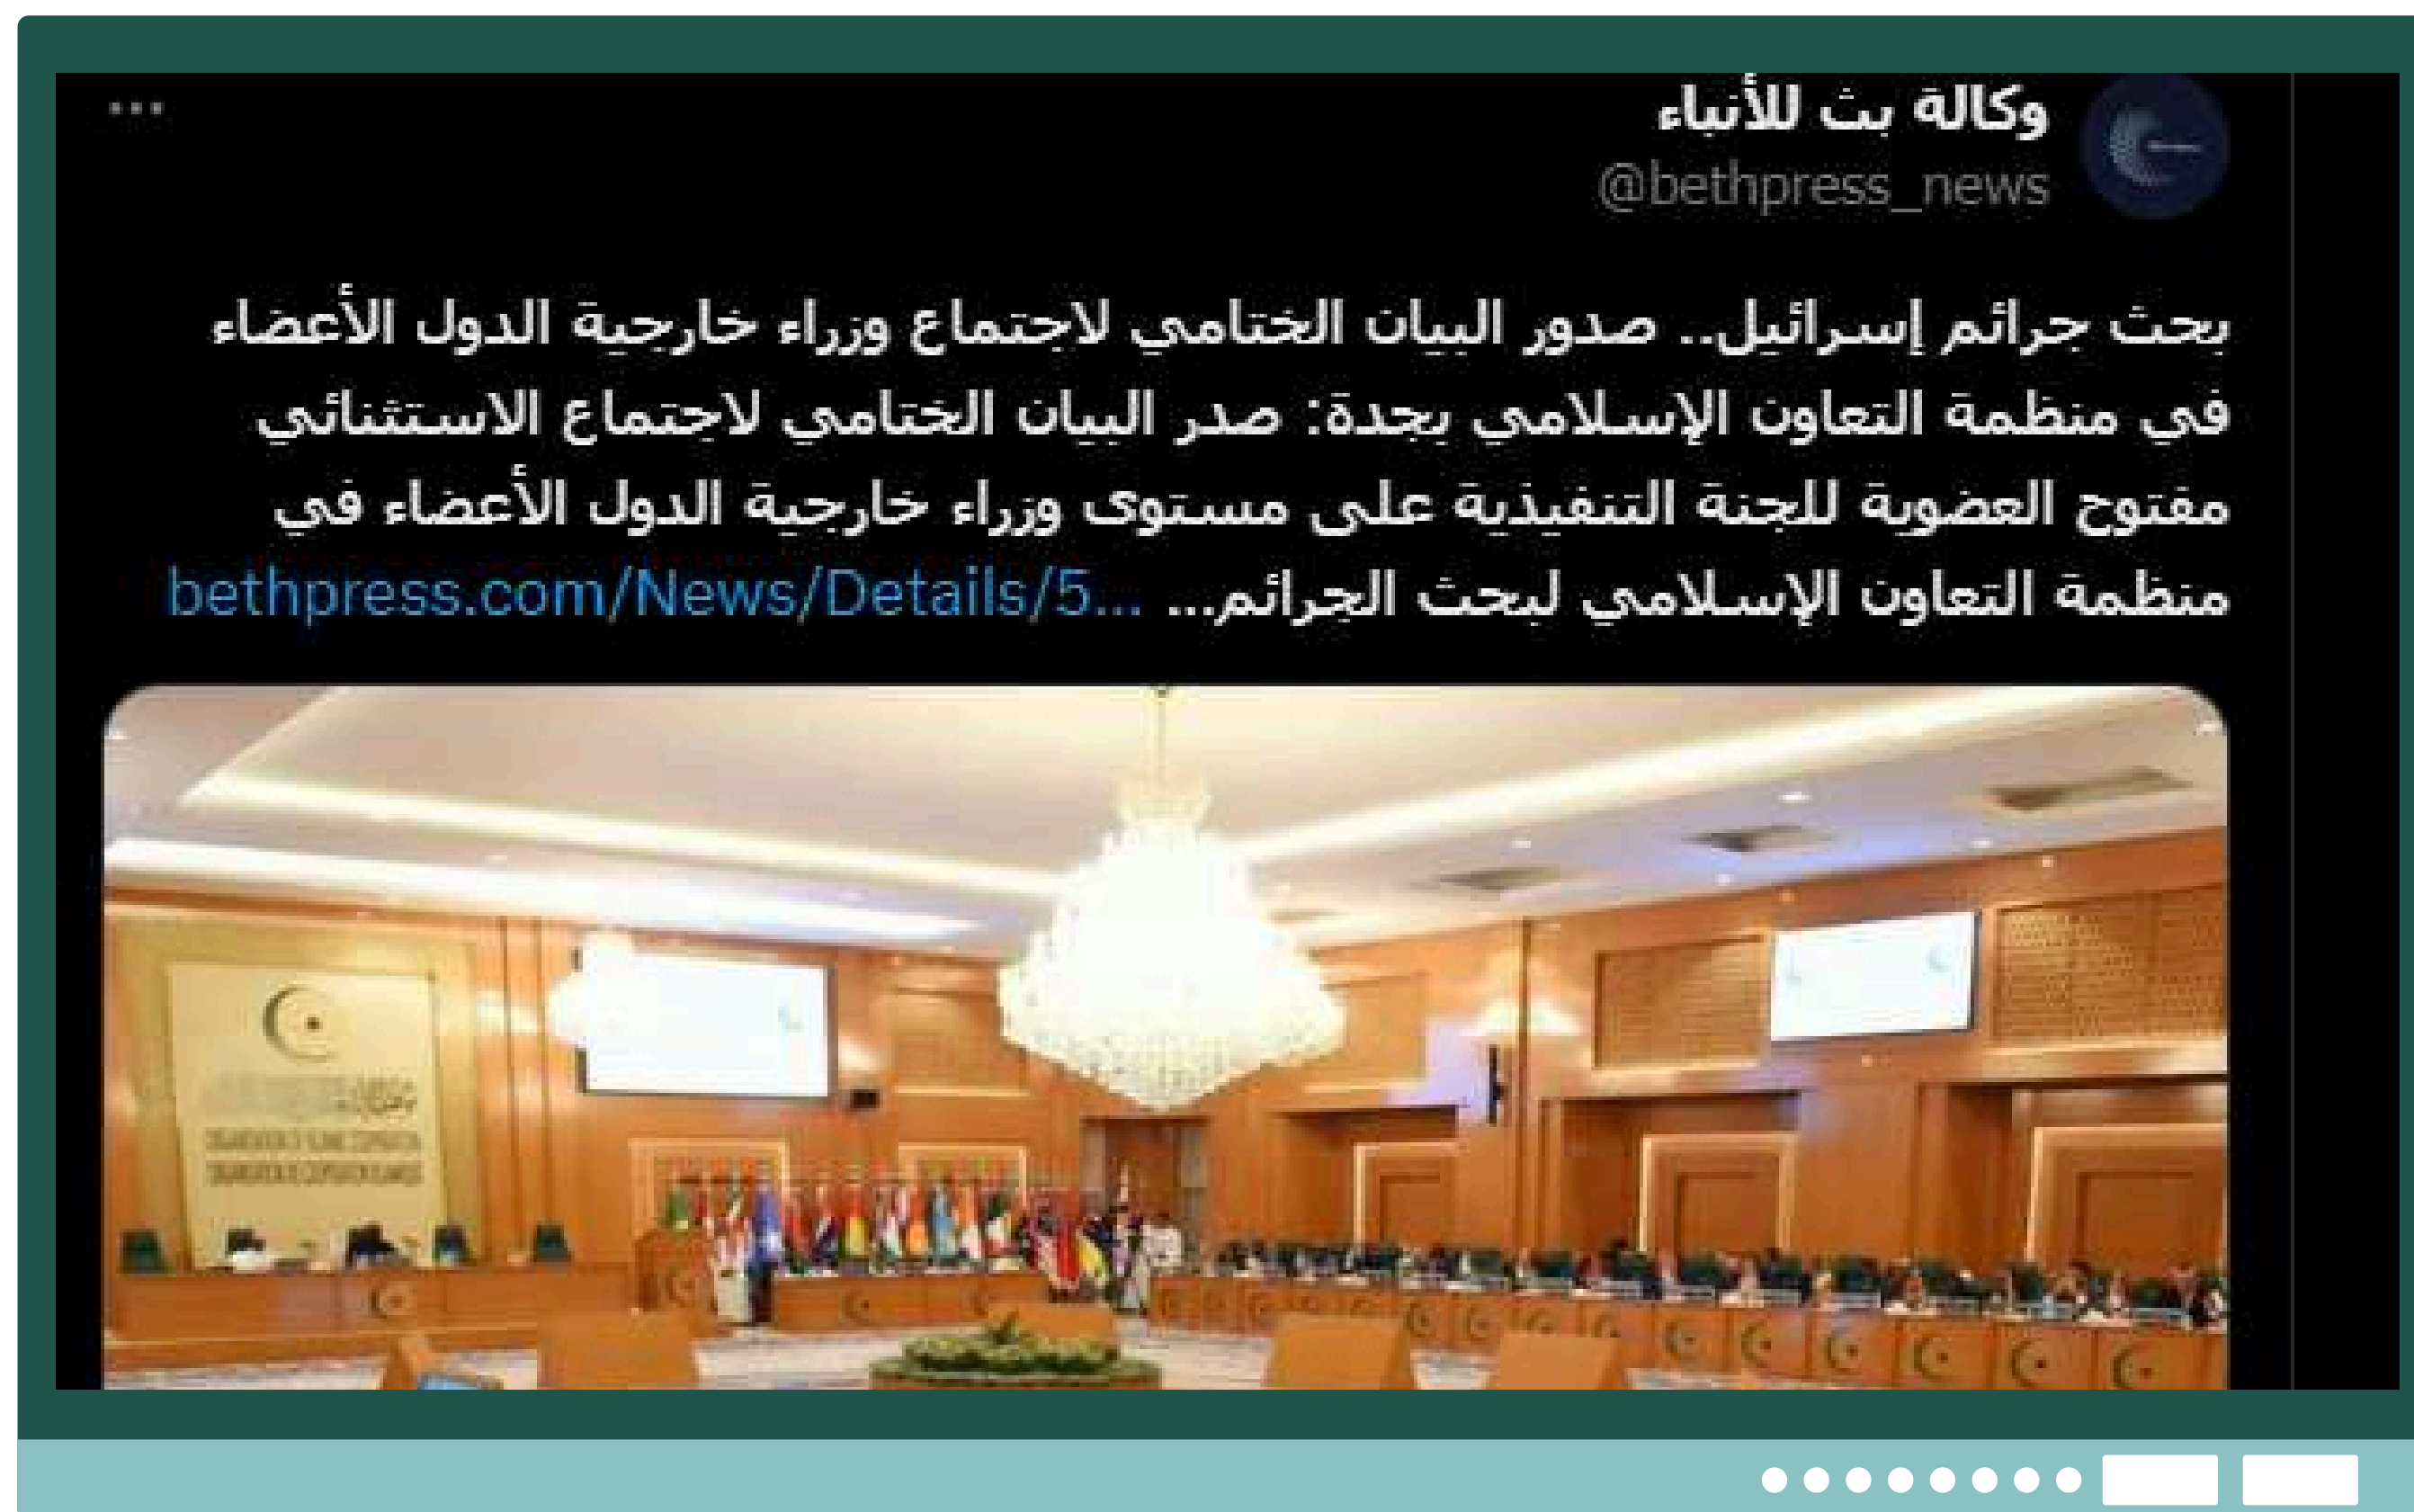 وكالة بث للأنباء
@bethpress_news
بحث جرائم إسرائيل.. صدور البيان الختامي لاجتماع وزراء خارجية الدول الأعضاء
في منظمة التعاون الإسلامي بجدة: صدر البيان الختامي لاجتماع الاستثنائي
مفتوح العضوية للجنة التنفيذية على مستوى وزراء خارجية الدول الأعضاء في
منظمة التعاون الإسلامي لبحث الجرائم... bethpress.com/News/Details/5...